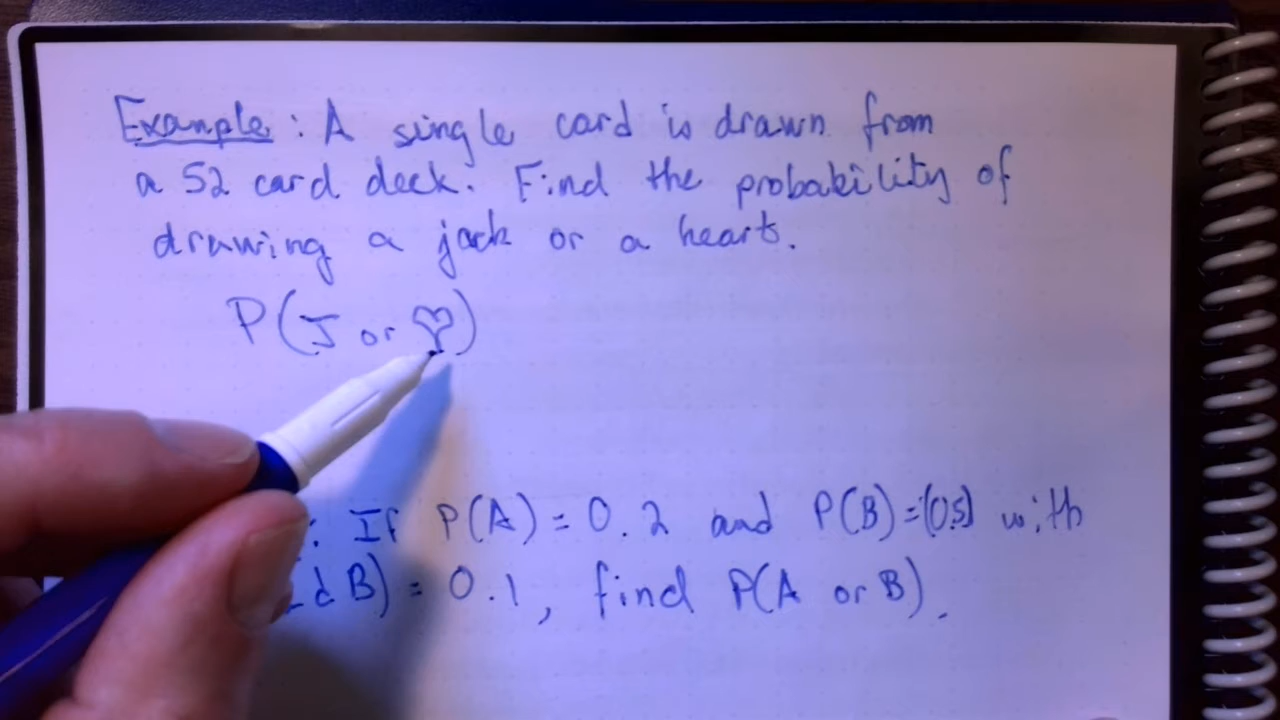 Example: A single card is drawn from
a 52 card deck. Find the probability of
drawing a jack or a heart.
P(J or ♡)
: If P(A) = 0.2 and P(B) = (0.5) with
d B) = 0.1, find P(A or B).